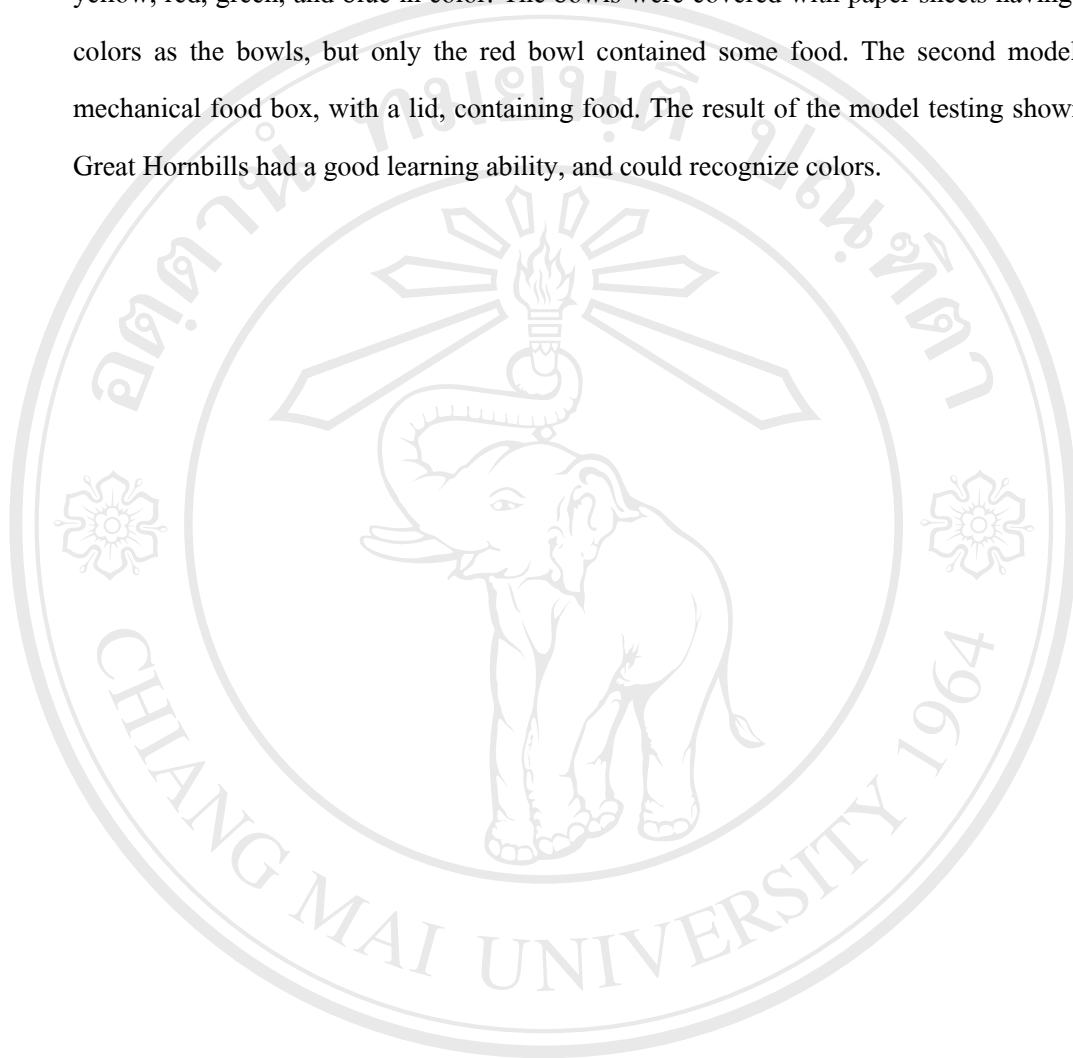 yellow, red, green, and blue in color. The bowls were covered with paper sheets having
colors as the bowls, but only the red bowl contained some food. The second model
mechanical food box, with a lid, containing food. The result of the model testing show
Great Hornbills had a good learning ability, and could recognize colors.
CHIANG MAI UNIVERSITY 1964